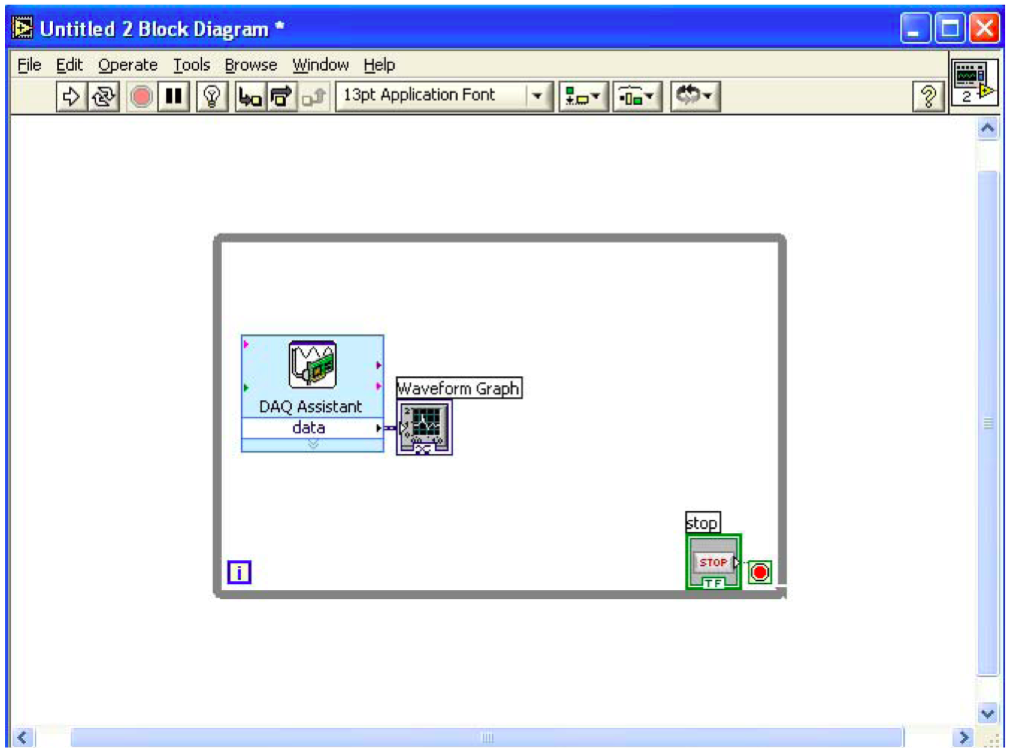 Untitled 2 Block Diagram *
File Edit Operate Tools Browse Window Help
13pt Application Font
2
DAQ Assistant
data
Waveform Graph
stop
STOP
TF
i